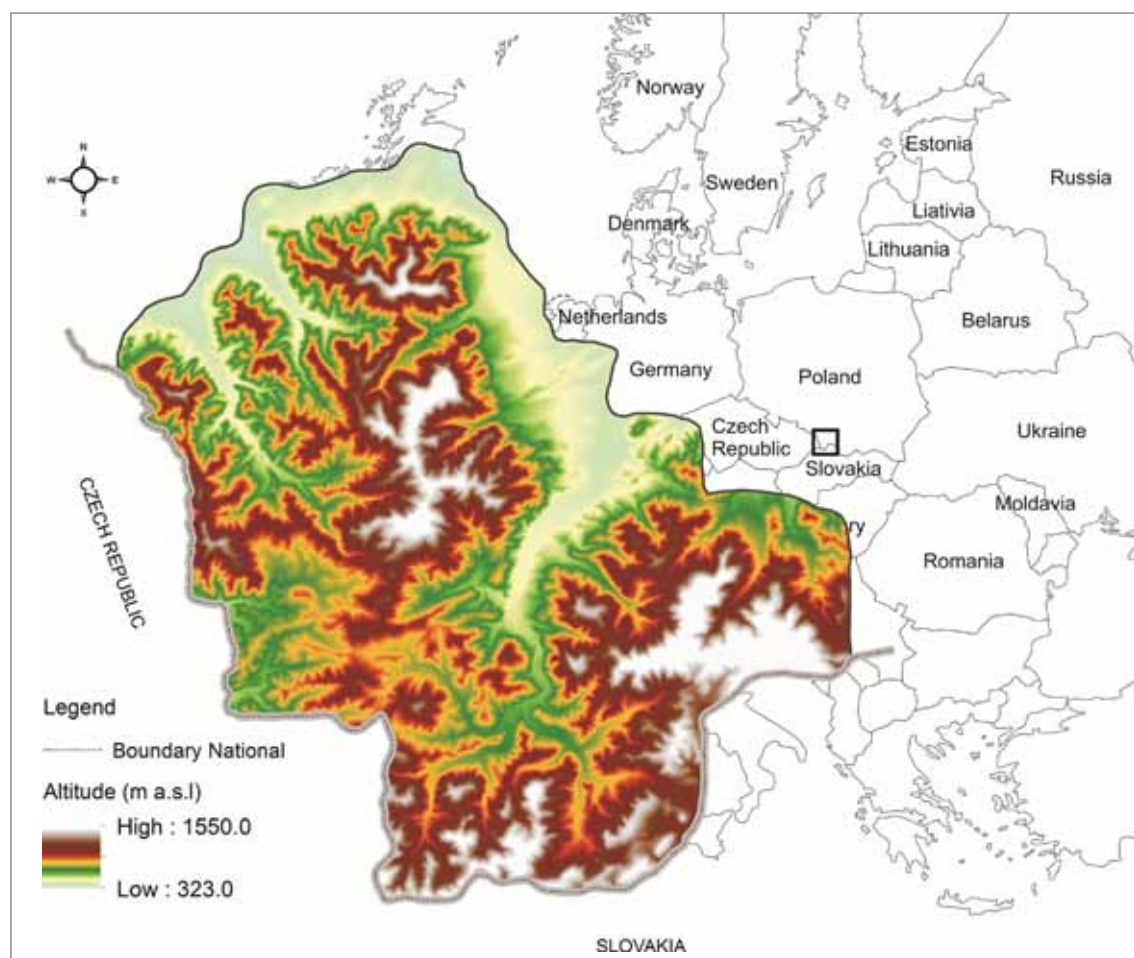 Norway
Estonia
Russia
Sweden
Liativia
Denmark
Lithuania
N
W E
S
Netherlands
Belarus
Germany
Poland
Czech
Republic
Ukraine
Slovakia
Moldavia
ry
Romania
CZECH REPUBLIC
Legend
Boundary National
Altitude (m a.s.l)
High : 1550.0
Low : 323.0
SLOVAKIA